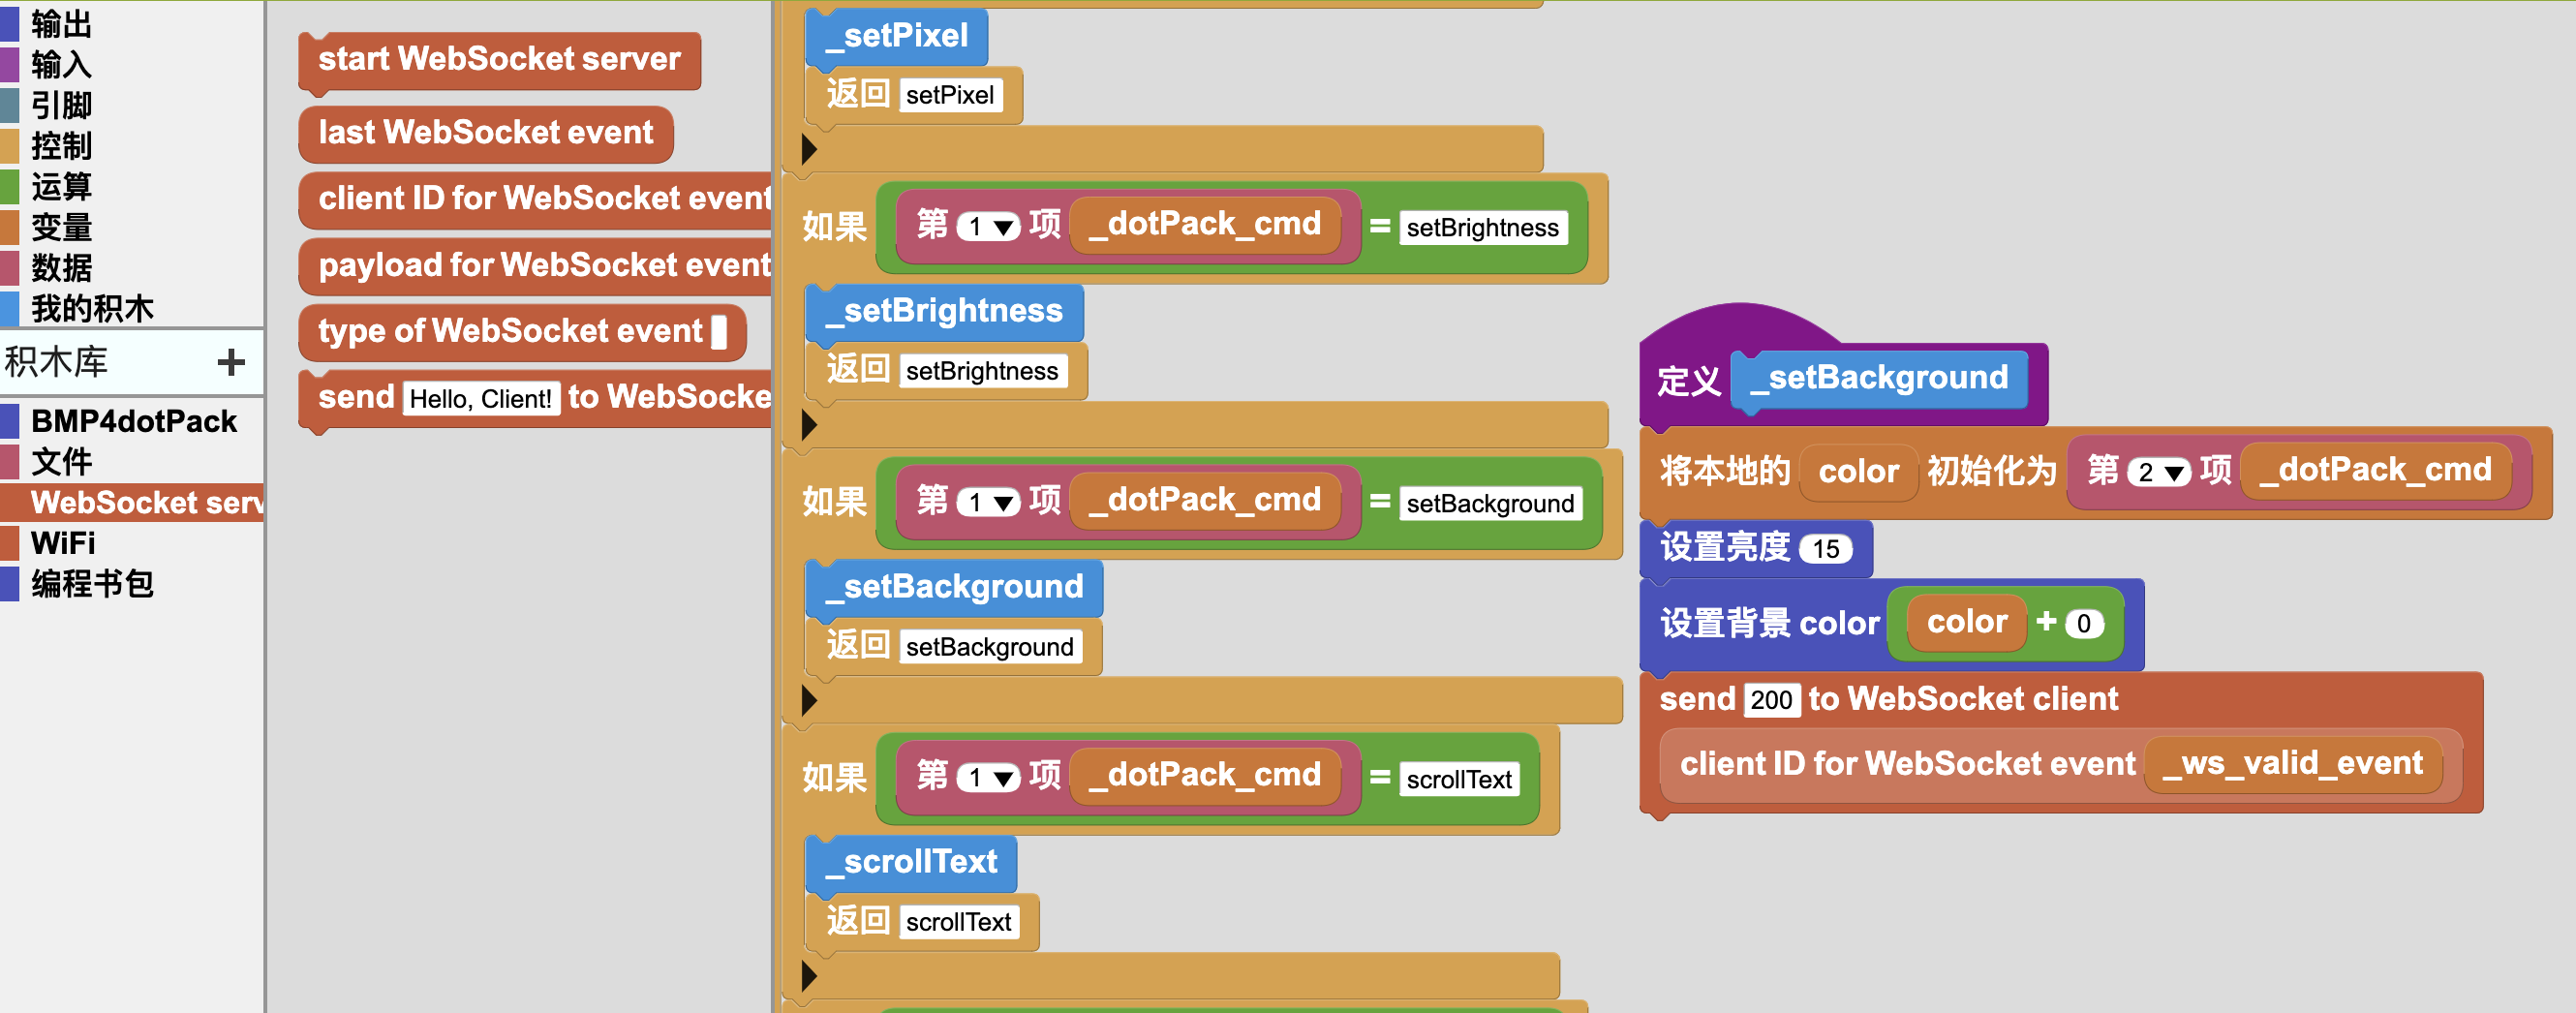 输出
输入
引脚
控制
运算
变量
数据
我的积木
积木库 +
BMP4dotPack
文件
WebSocket serv
WiFi
编程书包
start WebSocket server
last WebSocket event
client ID for WebSocket event
payload for WebSocket event
type of WebSocket event
send Hello, Client! to WebSocke
_setPixel
返回 setPixel
如果 第 1 项 _dotPack_cmd = setBrightness
_setBrightness
返回 setBrightness
如果 第 1 项 _dotPack_cmd = setBackground
_setBackground
返回 setBackground
如果 第 1 项 _dotPack_cmd = scrollText
_scrollText
返回 scrollText
定义 _setBackground
将本地的 color 初始化为 第 2 项 _dotPack_cmd
设置亮度 15
设置背景 color color + 0
send 200 to WebSocket client
client ID for WebSocket event _ws_valid_event